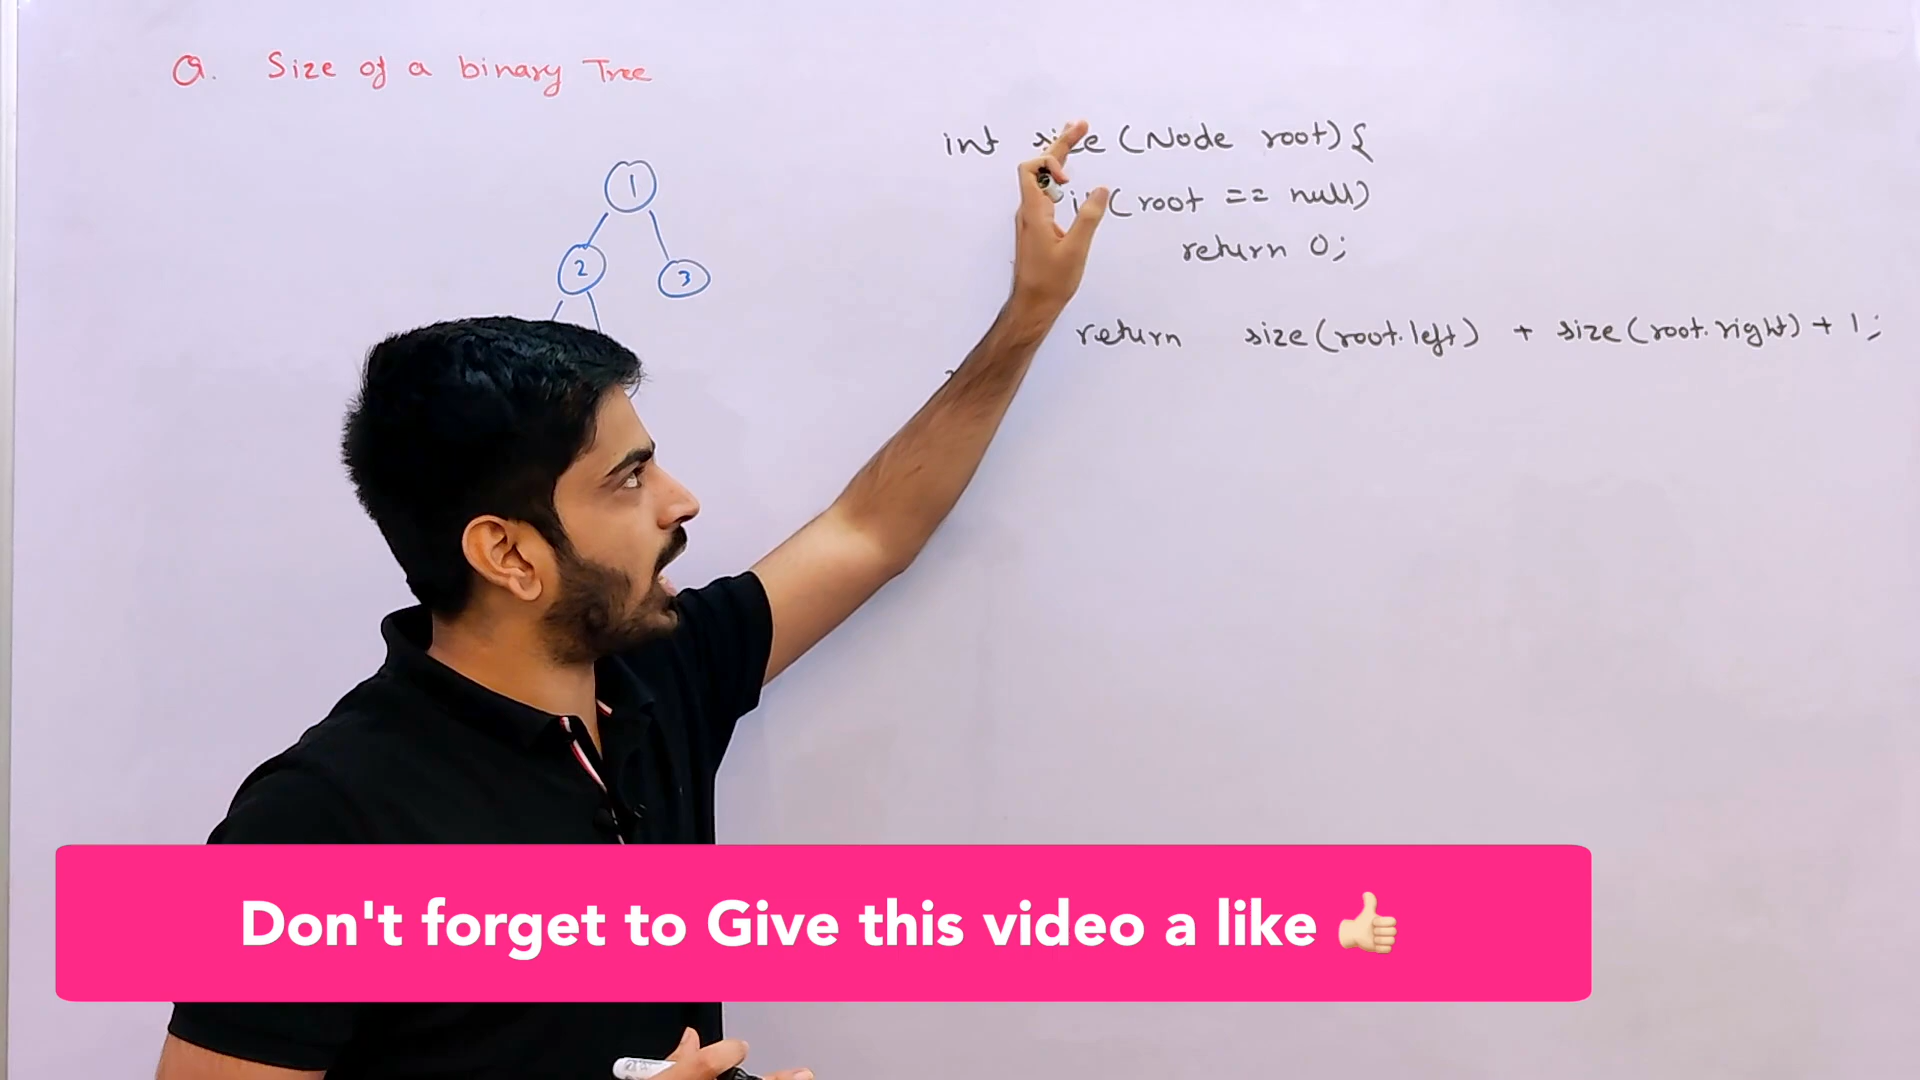 Q. Size of a binary Tree
int size (Node root) {
if (root == null)
return 0;
return size (root.left) + size (root.right) + 1;
1
2
3
Don't forget to Give this video a like 👍🏻